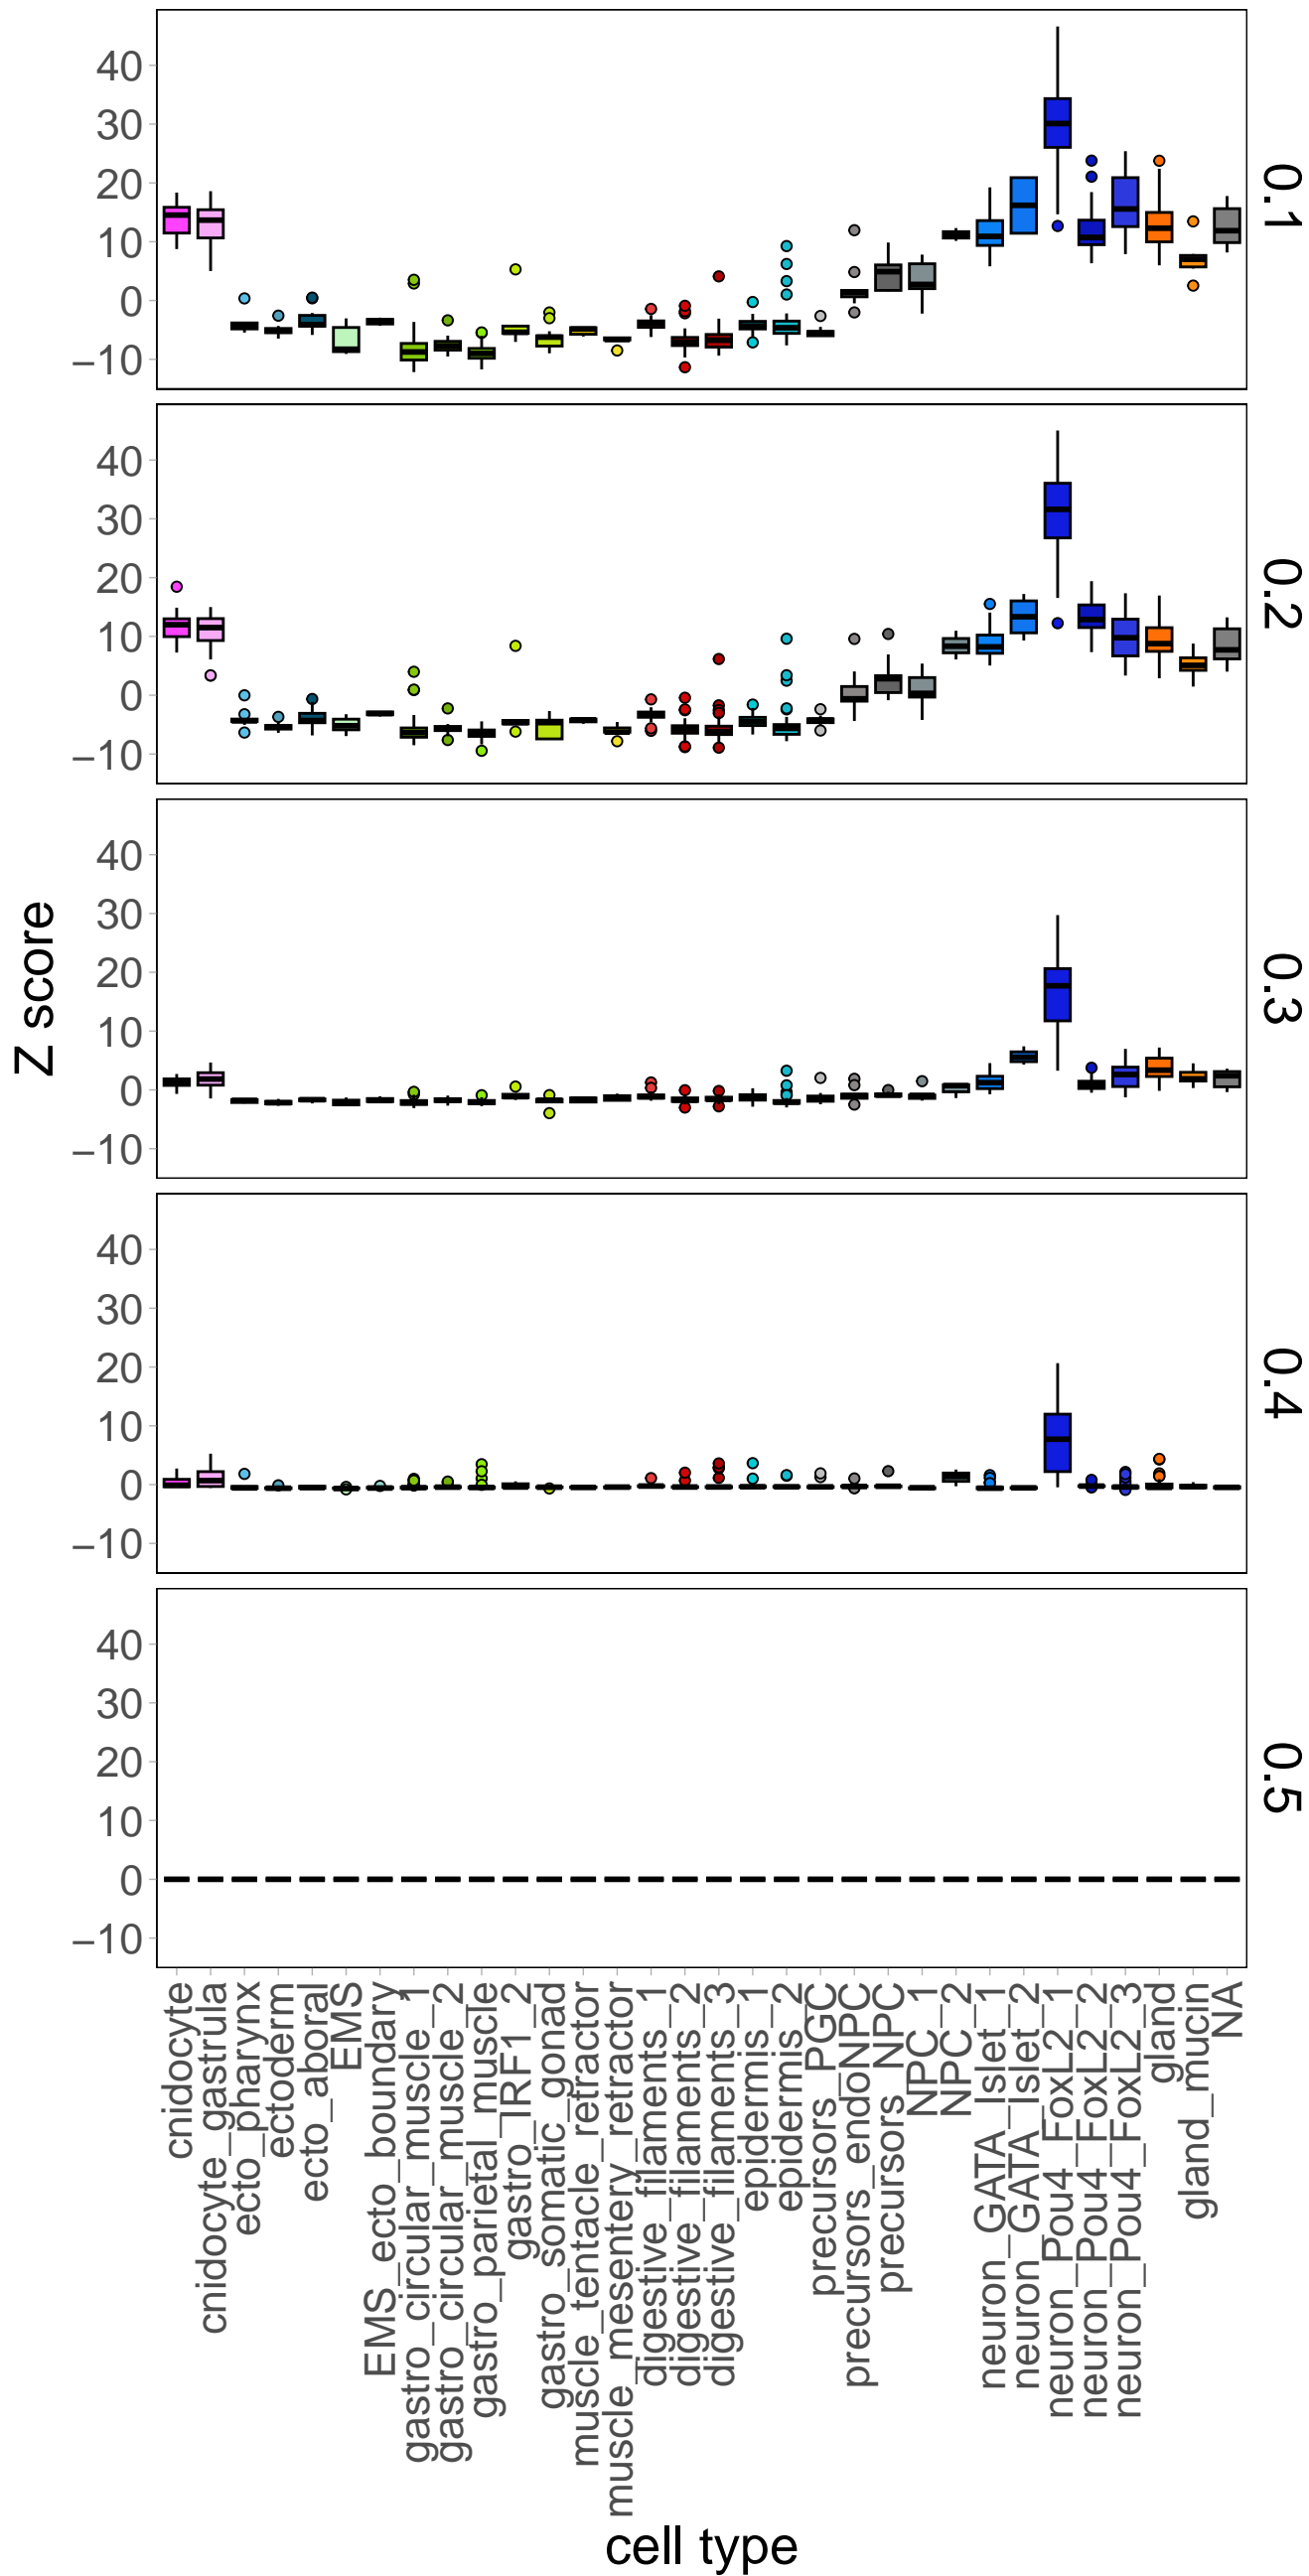 40
30
20
10
0
−10
0.1
40
30
20
10
0
−10
0.2
40
30
20
10
0
−10
0.3
40
30
20
10
0
−10
0.4
40
30
20
10
0
−10
0.5
Z score
cnidocyte
cnidocyte_gastrula
ecto_pharynx
ectoderm
ecto_aboral
EMS
EMS_ecto_boundary
gastro_circular_muscle_1
gastro_circular_muscle_2
gastro_parietal_muscle
gastro_IRF1_2
gastro_somatic_gonad
muscle_tentacle_retractor
muscle_mesentery_retractor
digestive_filaments_1
digestive_filaments_2
digestive_filaments_3
epidermis_1
epidermis_2
precursors_PGC
precursors_endoNPC
precursors_NPC
NPC_1
NPC_2
neuron_GATA_Islet_1
neuron_GATA_Islet_2
neuron_Pou4_FoxL2_1
neuron_Pou4_FoxL2_2
neuron_Pou4_FoxL2_3
gland
gland_mucin
NA
cell type